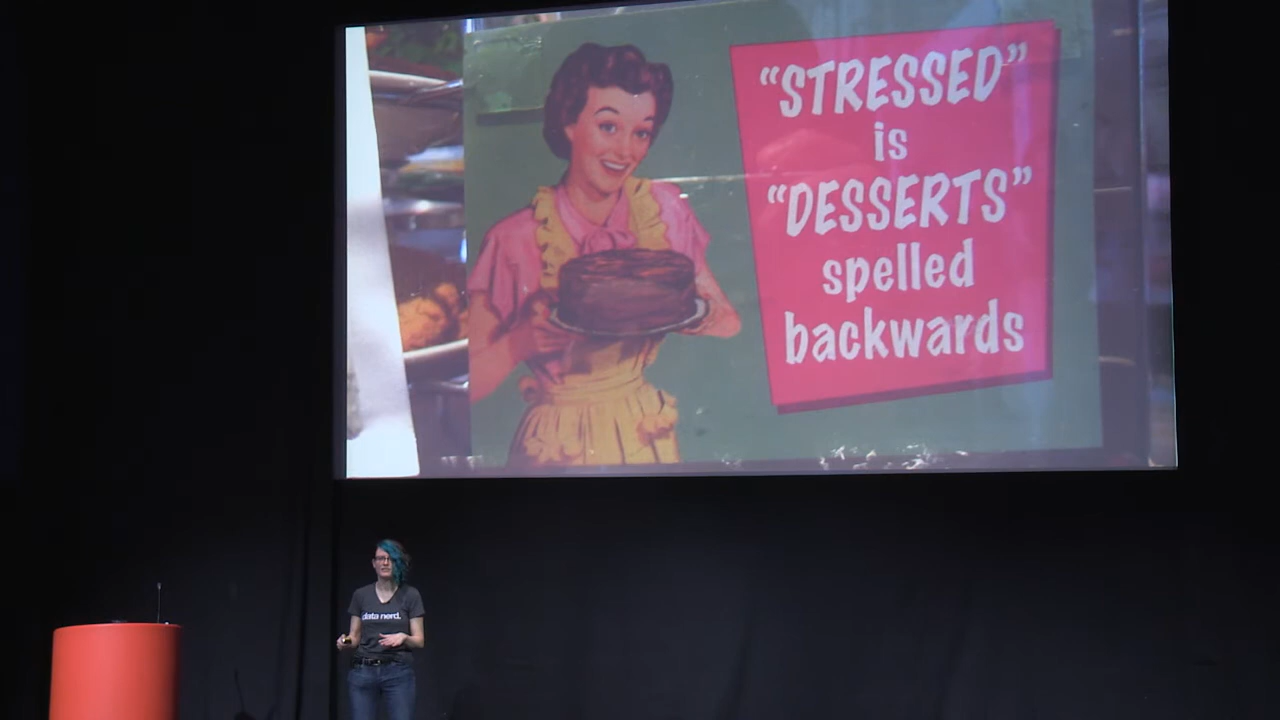 “STRESSED”
is
“DESSERTS”
spelled
backwards
data nerd.